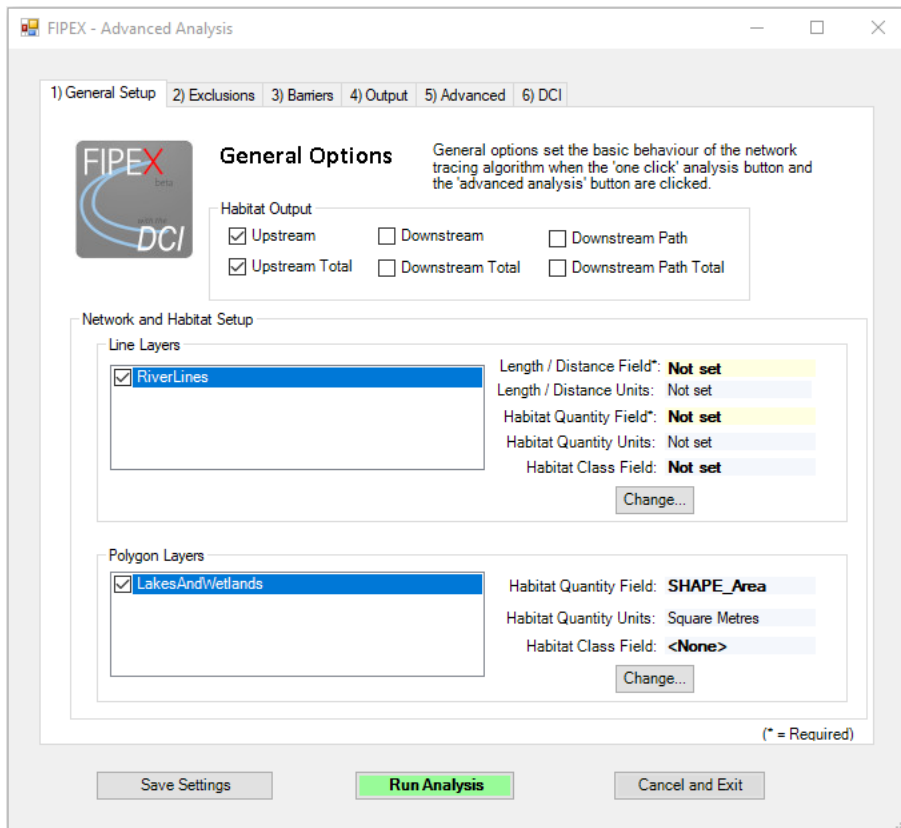 FIPEX - Advanced Analysis
1) General Setup
2) Exclusions
3) Barriers
4) Output
5) Advanced
6) DCI
FIPEX
beta
with the
DCI
General Options
General options set the basic behaviour of the network
tracing algorithm when the 'one click' analysis button and
the 'advanced analysis' button are clicked.
Habitat Output
Upstream
Downstream
Downstream Path
Upstream Total
Downstream Total
Downstream Path Total
Network and Habitat Setup
Line Layers
RiverLines
Length / Distance Field*: Not set
Length / Distance Units: Not set
Habitat Quantity Field*: Not set
Habitat Quantity Units: Not set
Habitat Class Field: Not set
Change...
Polygon Layers
LakesAndWetlands
Habitat Quantity Field: SHAPE_Area
Habitat Quantity Units: Square Metres
Habitat Class Field: <None>
Change...
(* = Required)
Save Settings
Run Analysis
Cancel and Exit